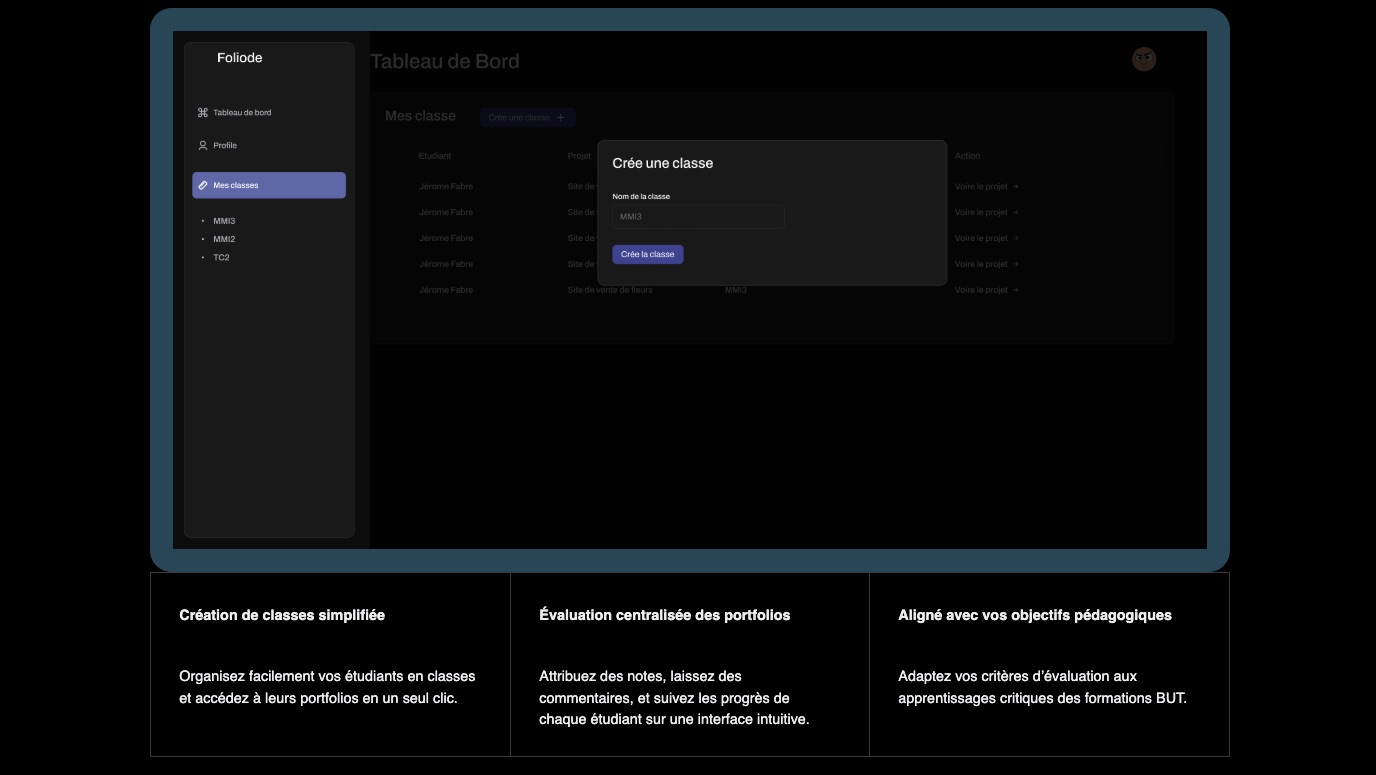 Foliode
Tableau de Bord
Tableau de bord
Profile
Mes classes
MMI3
MMI2
TC2
Mes classe
Crée une classe +
Etudiant Projet Action
Jérome Fabre Site de Voire le projet →
Jérome Fabre Site de Voire le projet →
Jérome Fabre Site de Voire le projet →
Jérome Fabre Site de Voire le projet →
Jérome Fabre Site de vente de fleurs MMI3 Voire le projet →
Crée une classe
Nom de la classe
MMI3
Crée la classe
Création de classes simplifiée
Organisez facilement vos étudiants en classes
et accédez à leurs portfolios en un seul clic.
Évaluation centralisée des portfolios
Attribuez des notes, laissez des
commentaires, et suivez les progrès de
chaque étudiant sur une interface intuitive.
Aligné avec vos objectifs pédagogiques
Adaptez vos critères d'évaluation aux
apprentissages critiques des formations BUT.